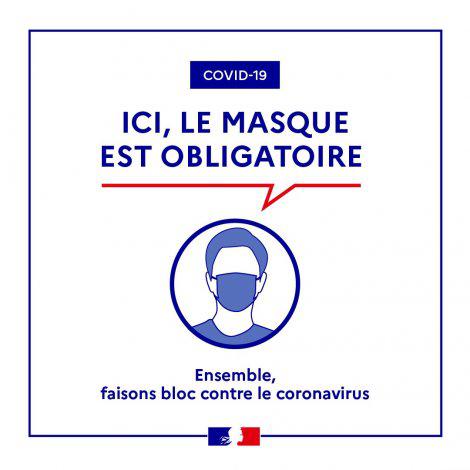 COVID-19
ICI, LE MASQUE
EST OBLIGATOIRE
Ensemble,
faisons bloc contre le coronavirus